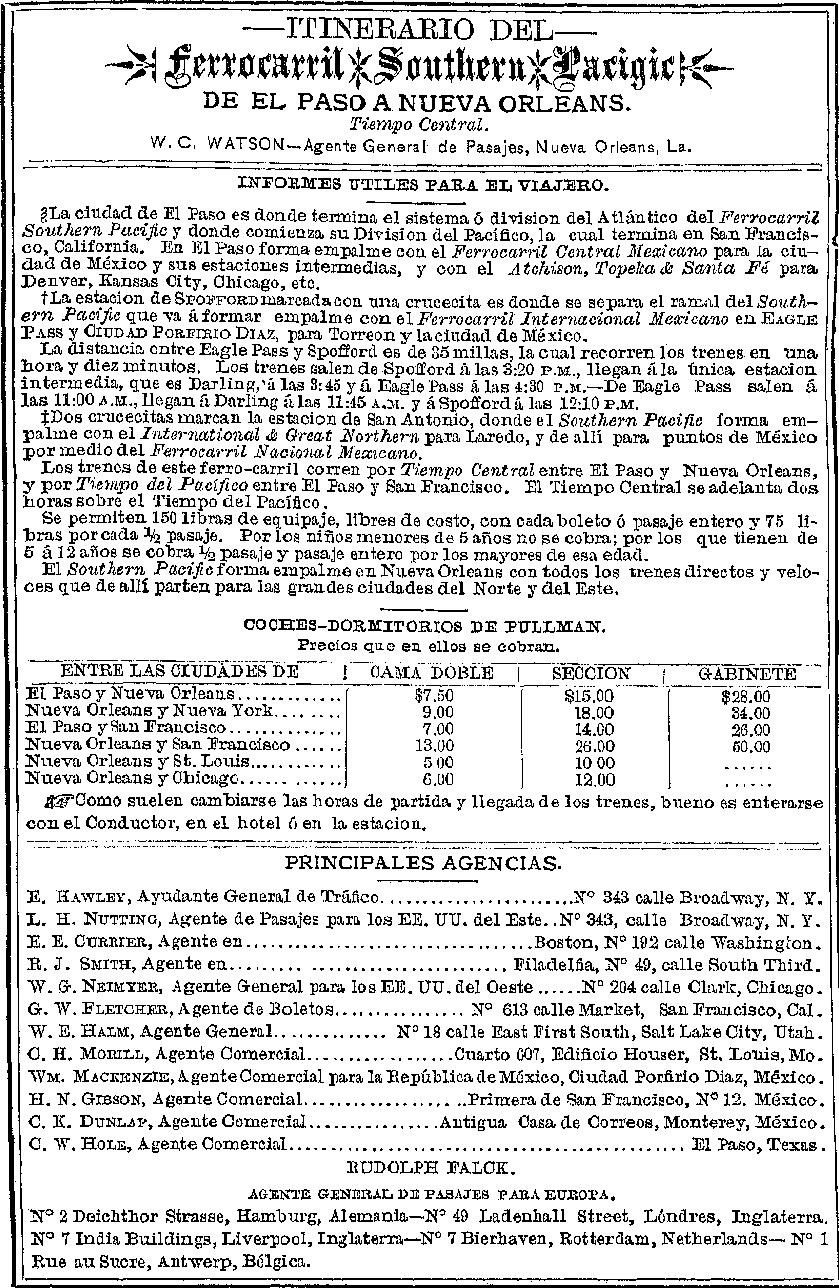 —ITINERARIO DEL—
Ferrocarril Southern Pacigic
DE EL PASO A NUEVA ORLEANS.
Tiempo Central.
W. C. WATSON—Agente General de Pasajes, Nueva Orleans, La.
INFORMES UTILES PARA EL VIAJERO.
§La ciudad de El Paso es donde termina el sistema ó division del Atlántico del Ferrocarril
Southern Pacific y donde comienza su Division del Pacífico, la cual termina en San Francis-
co, California. En El Paso forma empalme con el Ferrocarril Central Mexicano para la ciu-
dad de México y sus estaciones intermedias, y con el Atchison, Topeka & Santa Fé para
Denver, Kansas City, Chicago, etc.
†La estacion de SPOFFORD marcada con una crucecita es donde se separa el ramal del South-
ern Pacific que va á formar empalme con el Ferrocarril Internacional Mexicano en EAGLE
PASS y CIUDAD PORFIRIO DIAZ, para Torreon y la ciudad de México.
La distancia entre Eagle Pass y Spofford es de 35 millas, la cual recorren los trenes en una
hora y diez minutos. Los trenes salen de Spofford á las 3:20 P.M., llegan á la única estacion
intermedia, que es Darling, á las 3:45 y á Eagle Pass á las 4:30 P.M.—De Eagle Pass salen á
las 11:00 A.M., llegan á Darling á las 11:45 A.M. y á Spofford á las 12:10 P.M.
‡Dos crucecitas marcan la estacion de San Antonio, donde el Southern Pacific forma em-
palme con el International & Great Northern para Laredo, y de allí para puntos de México
por medio del Ferrocarril Nacional Mexicano.
Los trenes de este ferro-carril corren por Tiempo Central entre El Paso y Nueva Orleans,
y por Tiempo del Pacífico entre El Paso y San Francisco. El Tiempo Central se adelanta dos
horas sobre el Tiempo del Pacífico.
Se permiten 150 libras de equipaje, libres de costo, con cada boleto ó pasaje entero y 75 li-
bras por cada ½ pasaje. Por los niños menores de 5 años no se cobra; por los que tienen de
5 á 12 años se cobra ½ pasaje y pasaje entero por los mayores de esa edad.
El Southern Pacific forma empalme en Nueva Orleans con todos los trenes directos y velo-
ces que de allí parten para las grandes ciudades del Norte y del Este.
COCHES-DORMITORIOS DE PULLMAN.
Precios que en ellos se cobran.
ENTRE LAS CIUDADES DE | CAMA DOBLE | SECCION | GABINETE
El Paso y Nueva Orleans............ $7.50 $15.00 $28.00
Nueva Orleans y Nueva York........ 9.00 18.00 34.00
El Paso y San Francisco............. 7.00 14.00 26.00
Nueva Orleans y San Francisco...... 13.00 26.00 50.00
Nueva Orleans y St. Louis........... 5 00 10 00 ......
Nueva Orleans y Chicago............ 6.00 12.00 ......
☞Como suelen cambiarse las horas de partida y llegada de los trenes, bueno es enterarse
con el Conductor, en el hotel ó en la estacion.
PRINCIPALES AGENCIAS.
E. HAWLEY, Ayudante General de Tráfico........................Nº 343 calle Broadway, N. Y.
L. H. NUTTING, Agente de Pasajes para los EE. UU. del Este..Nº 343, calle Broadway, N. Y.
E. E. CURRIER, Agente en....................................Boston, Nº 192 calle Washington.
R. J. SMITH, Agente en................................... Filadelfia, Nº 49, calle South Third.
W. G. NEIMYER, Agente General para los EE. UU. del Oeste......Nº 204 calle Clark, Chicago.
G. W. FLETCHER, Agente de Boletos................ Nº 613 calle Market, San Francisco, Cal.
W. E. HALM, Agente General............. Nº 18 calle East First South, Salt Lake City, Utah.
C. H. MORILL, Agente Comercial..................Cuarto 607, Edificio Houser, St. Louis, Mo.
WM. MACKENZIE, Agente Comercial para la República de México, Ciudad Porfirio Diaz, México.
H. N. GIBSON, Agente Comercial....................Primera de San Francisco, Nº 12. México.
C. K. DUNLAP, Agente Comercial................Antigua Casa de Correos, Monterey, México.
C. W. HOLE, Agente Comercial.................................................. El Paso, Texas.
RUDOLPH FALCK.
AGENTE GENERAL DE PASAJES PARA EUROPA.
Nº 2 Deichthor Strasse, Hamburg, Alemania—Nº 49 Ladenhall Street, Lóndres, Inglaterra.
Nº 7 India Buildings, Liverpool, Inglaterra—Nº 7 Bierhaven, Rotterdam, Netherlands— Nº 1
Rue au Sucre, Antwerp, Bélgica.